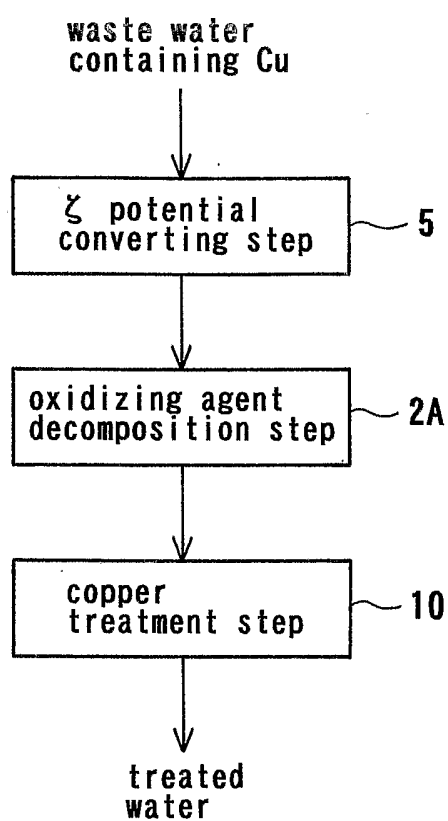 waste water
containing Cu
ζ potential
converting step
5
oxidizing agent
decomposition step
2A
copper
treatment step
10
treated
water